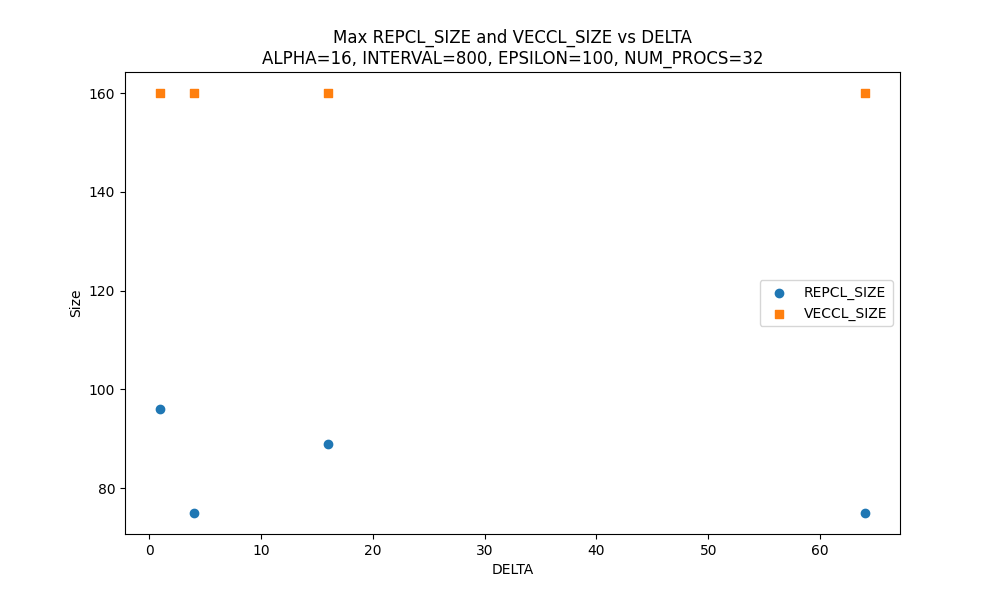 Max REPCL_SIZE and VECCL_SIZE vs DELTA
ALPHA=16, INTERVAL=800, EPSILON=100, NUM_PROCS=32
160
140
120
100
80
Size
REPCL_SIZE
VECCL_SIZE
0 10 20 30 40 50 60
DELTA